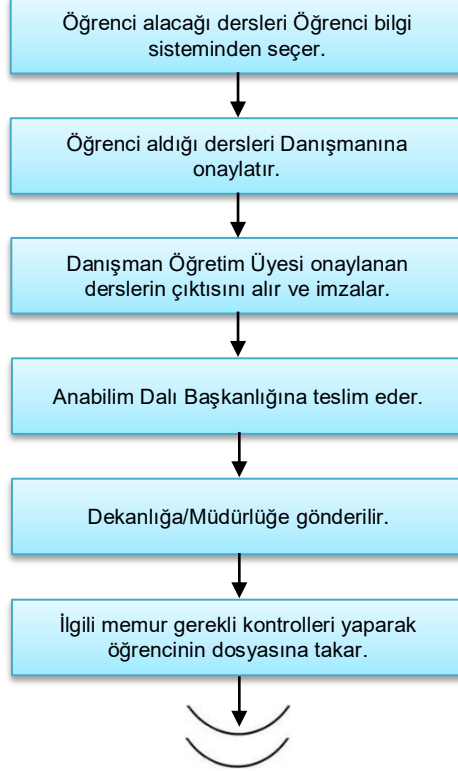 Öğrenci alacağı dersleri Öğrenci bilgi
sisteminden seçer.
Öğrenci aldığı dersleri Danışmanına
onaylatır.
Danışman Öğretim Üyesi onaylanan
derslerin çıktısını alır ve imzalar.
Anabilim Dalı Başkanlığına teslim eder.
Dekanlığa/Müdürlüğe gönderilir.
İlgili memur gerekli kontrolleri yaparak
öğrencinin dosyasına takar.